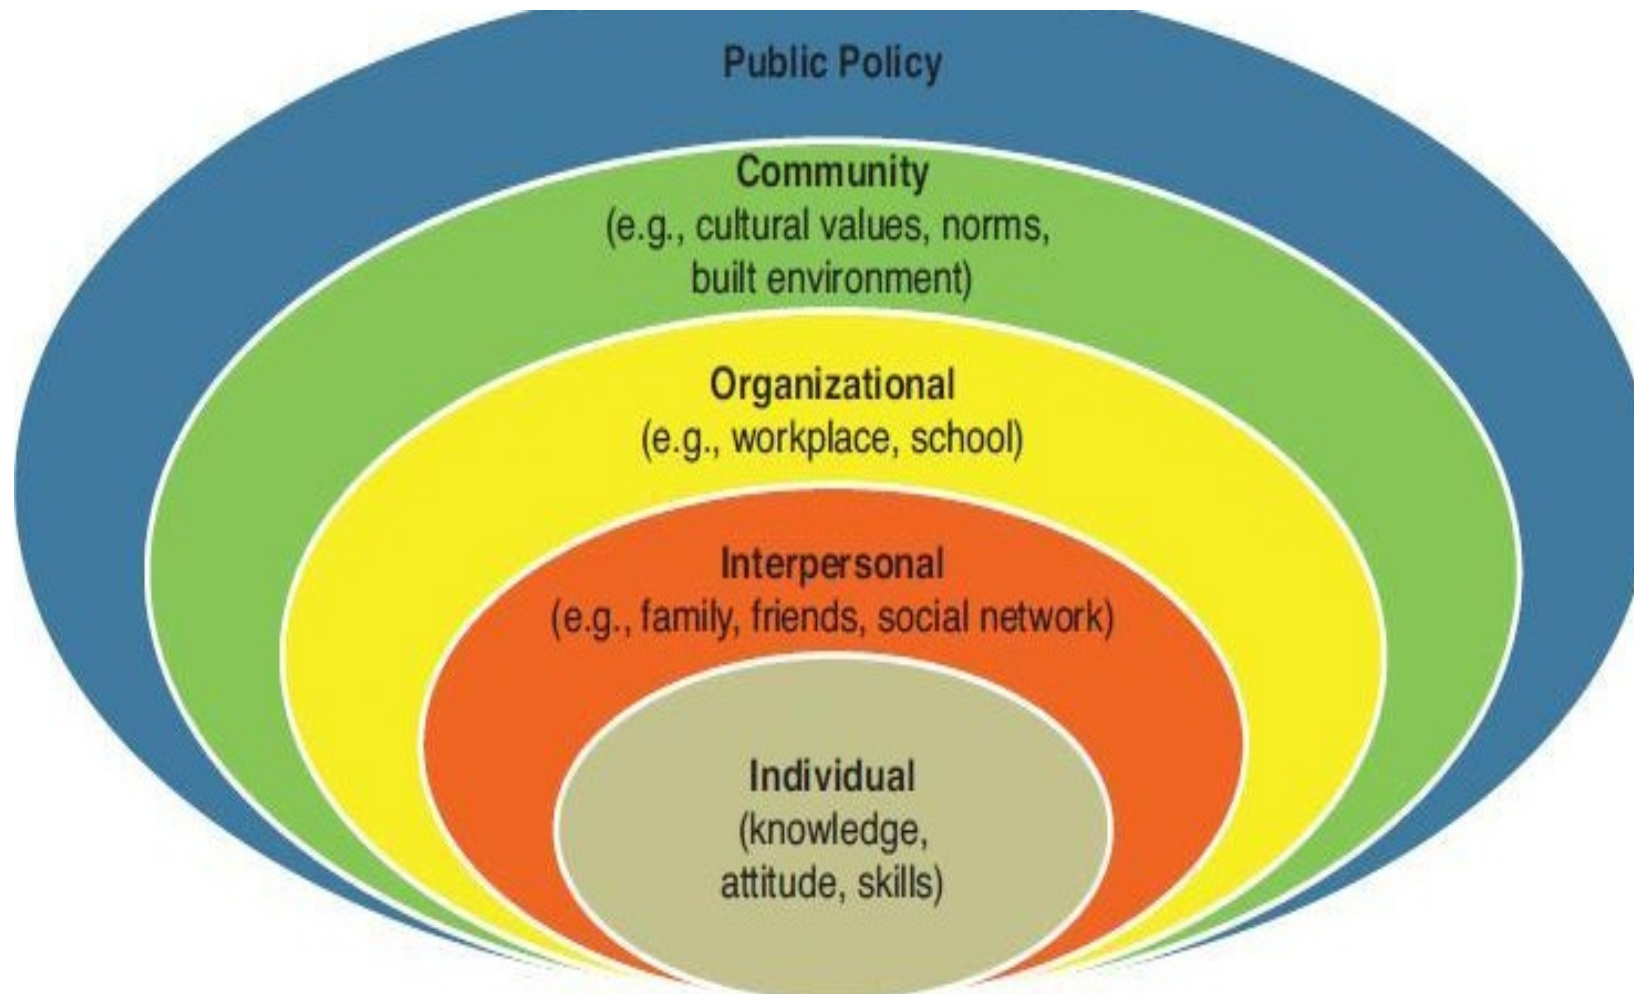 Public Policy
Community
(e.g., cultural values, norms,
built environment)
Organizational
(e.g., workplace, school)
Interpersonal
(e.g., family, friends, social network)
Individual
(knowledge,
attitude, skills)